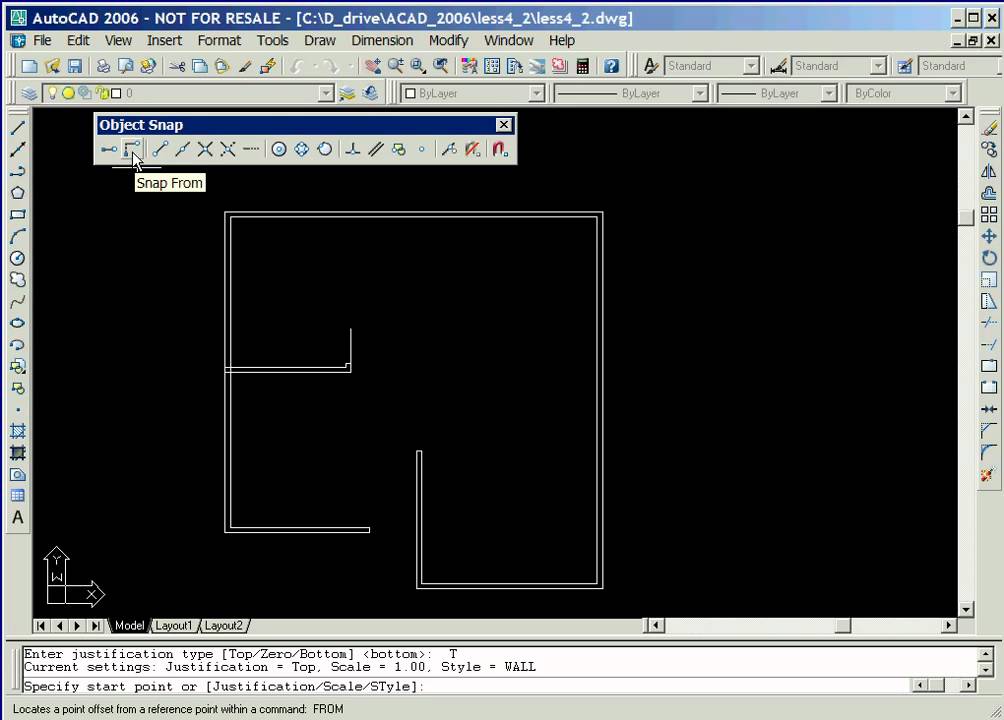 AutoCAD 2006 - NOT FOR RESALE - [C:\D_drive\ACAD_2006\less4_2\less4_2.dwg]
File Edit View Insert Format Tools Draw Dimension Modify Window Help
Standard Standard Standard
0 ByLayer ByLayer ByLayer ByColor
Object Snap
Snap From
Y
W
X
Model Layout1 Layout2
Enter justification type [Top/Zero/Bottom] <bottom>: T
Current settings: Justification = Top, Scale = 1.00, Style = WALL
Specify start point or [Justification/Scale/STyle]:
Locates a point offset from a reference point within a command: FROM